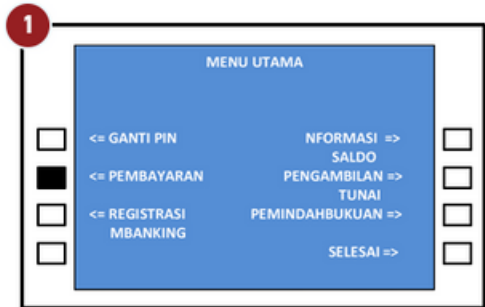 1
MENU UTAMA
<= GANTI PIN
NFORMASI =>
SALDO
<= PEMBAYARAN
PENGAMBILAN =>
TUNAI
<= REGISTRASI
MBANKING
PEMINDAHBUKUAN =>
SELESAI =>